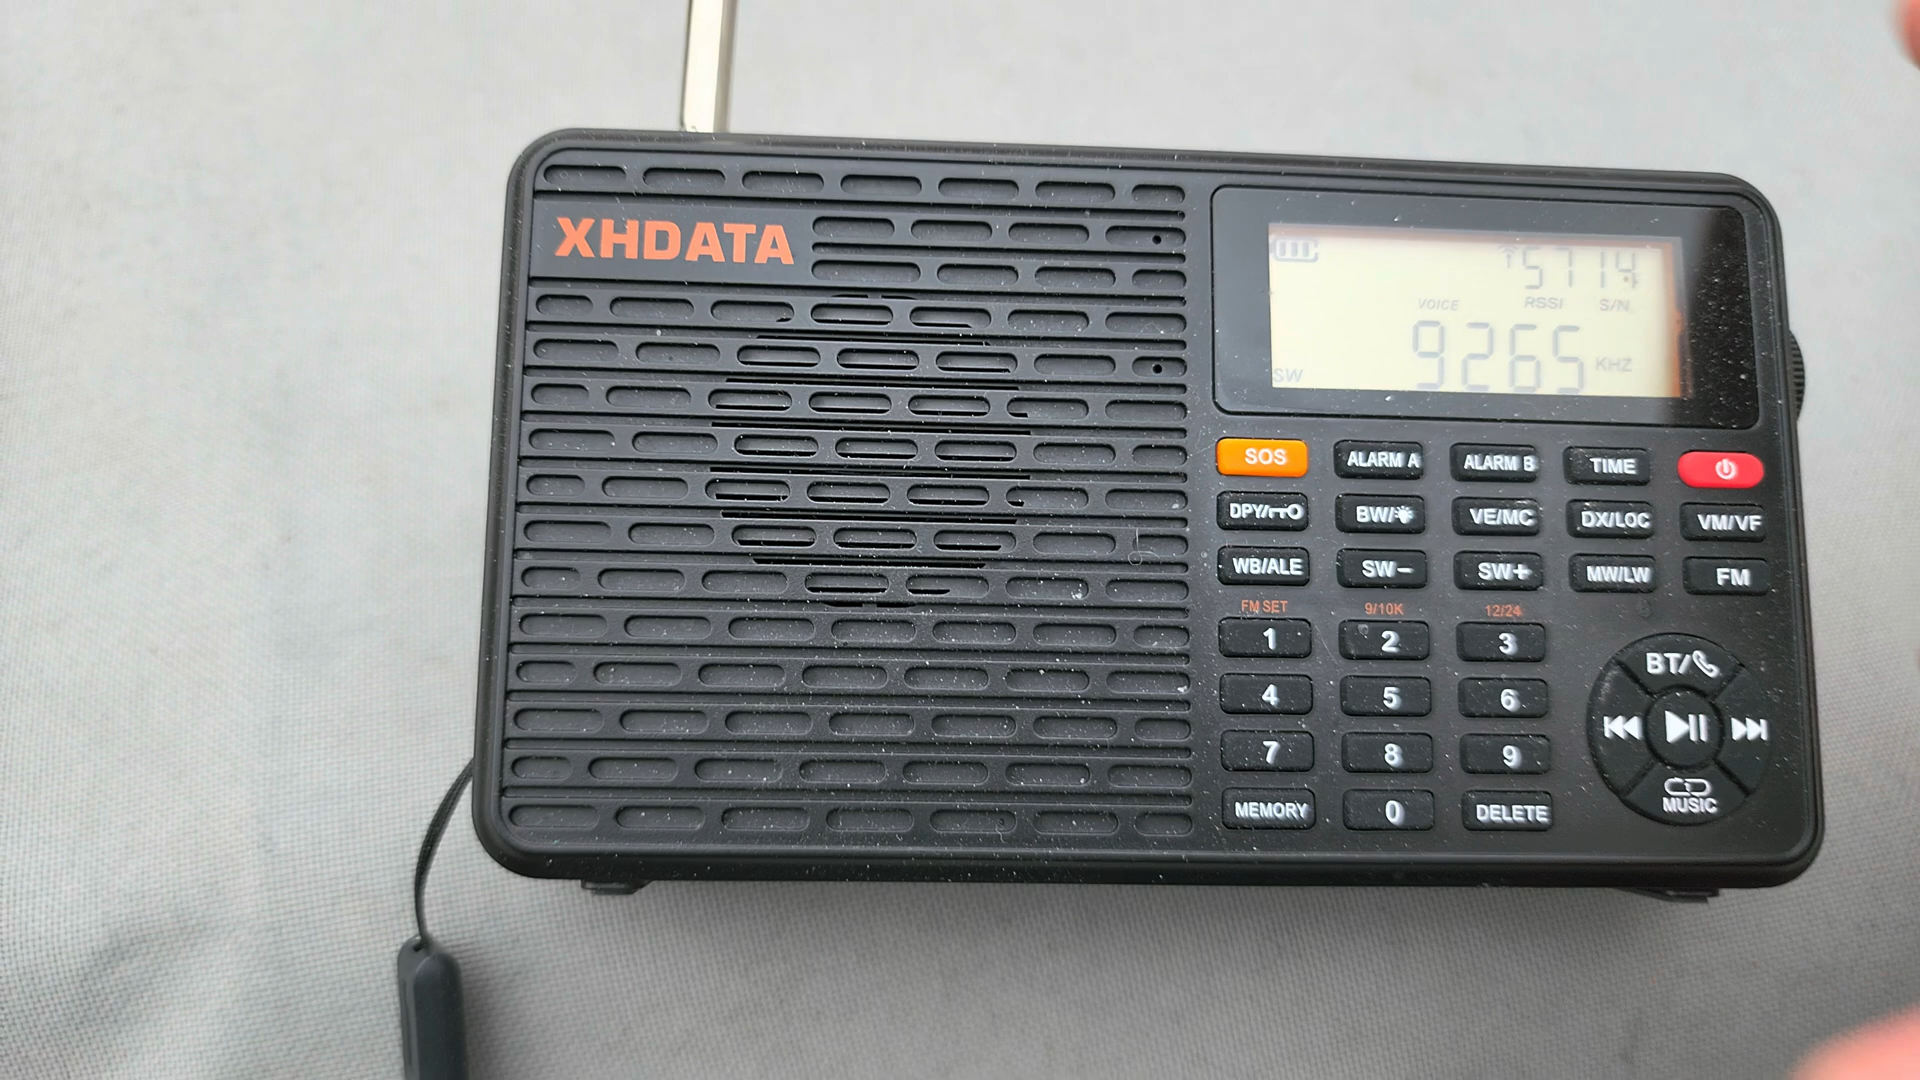 XHDATA
5714
VOICE RSSI S/N
9265 KHZ
SW
SOS ALARM A ALARM B TIME
DPY/ BW/ VE/MC DX/LOC VM/VF
WB/ALE SW- SW+ MW/LW FM
FM SET 9/10K 12/24
1 2 3
BT/
4 5 6
7 8 9
MUSIC
MEMORY 0 DELETE